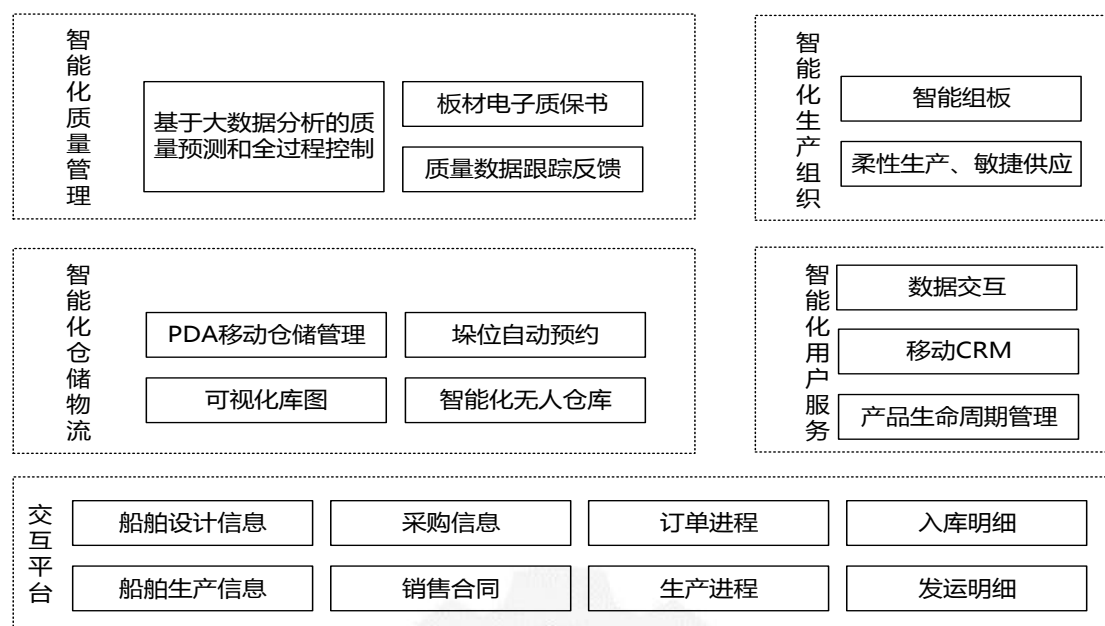 智能化质量管理
基于大数据分析的质
量预测和全过程控制
板材电子质保书
质量数据跟踪反馈
智能化生产组织
智能组板
柔性生产、敏捷供应
智能化仓储物流
PDA移动仓储管理
垛位自动预约
可视化库图
智能化无人仓库
智能化用户服务
数据交互
移动CRM
产品生命周期管理
交互平台
船舶设计信息
采购信息
订单进程
入库明细
船舶生产信息
销售合同
生产进程
发运明细